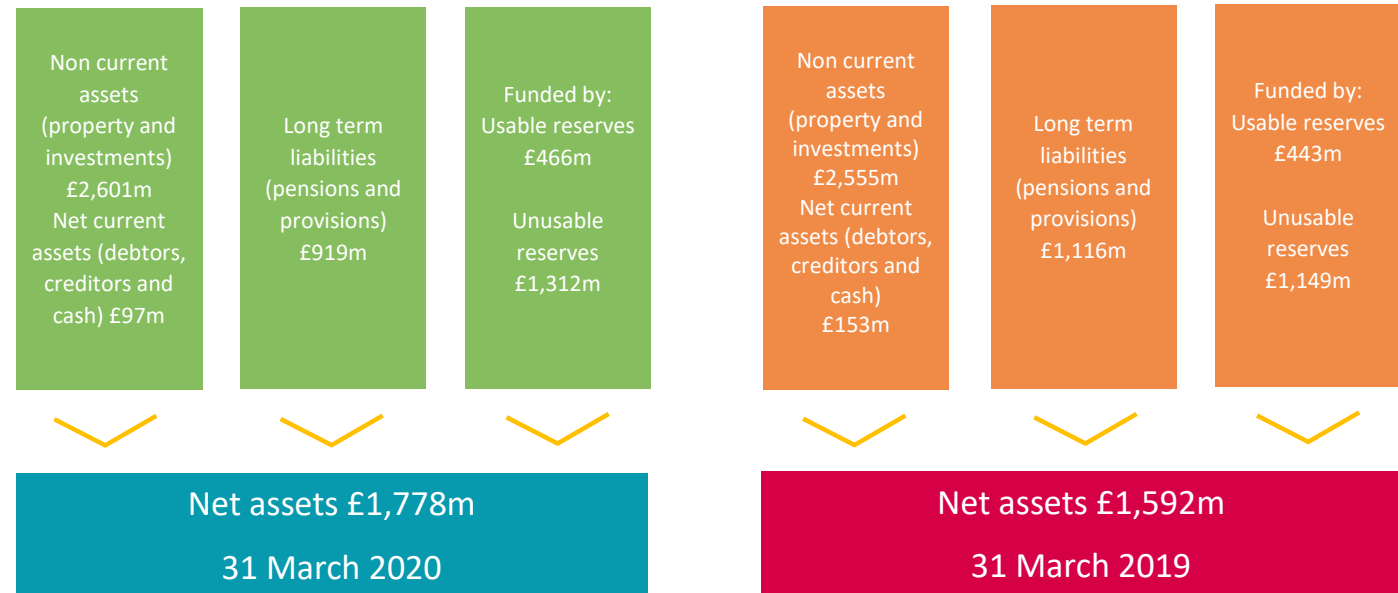 Non current
assets
(property and
investments)
£2,601m
Net current
assets (debtors,
creditors and
cash) £97m
Long term
liabilities
(pensions and
provisions)
£919m
Funded by:
Usable reserves
£466m
Unusable
reserves
£1,312m
Net assets £1,778m
31 March 2020
Non current
assets
(property and
investments)
£2,555m
Net current
assets (debtors,
creditors and
cash)
£153m
Long term
liabilities
(pensions and
provisions)
£1,116m
Funded by:
Usable reserves
£443m
Unusable
reserves
£1,149m
Net assets £1,592m
31 March 2019